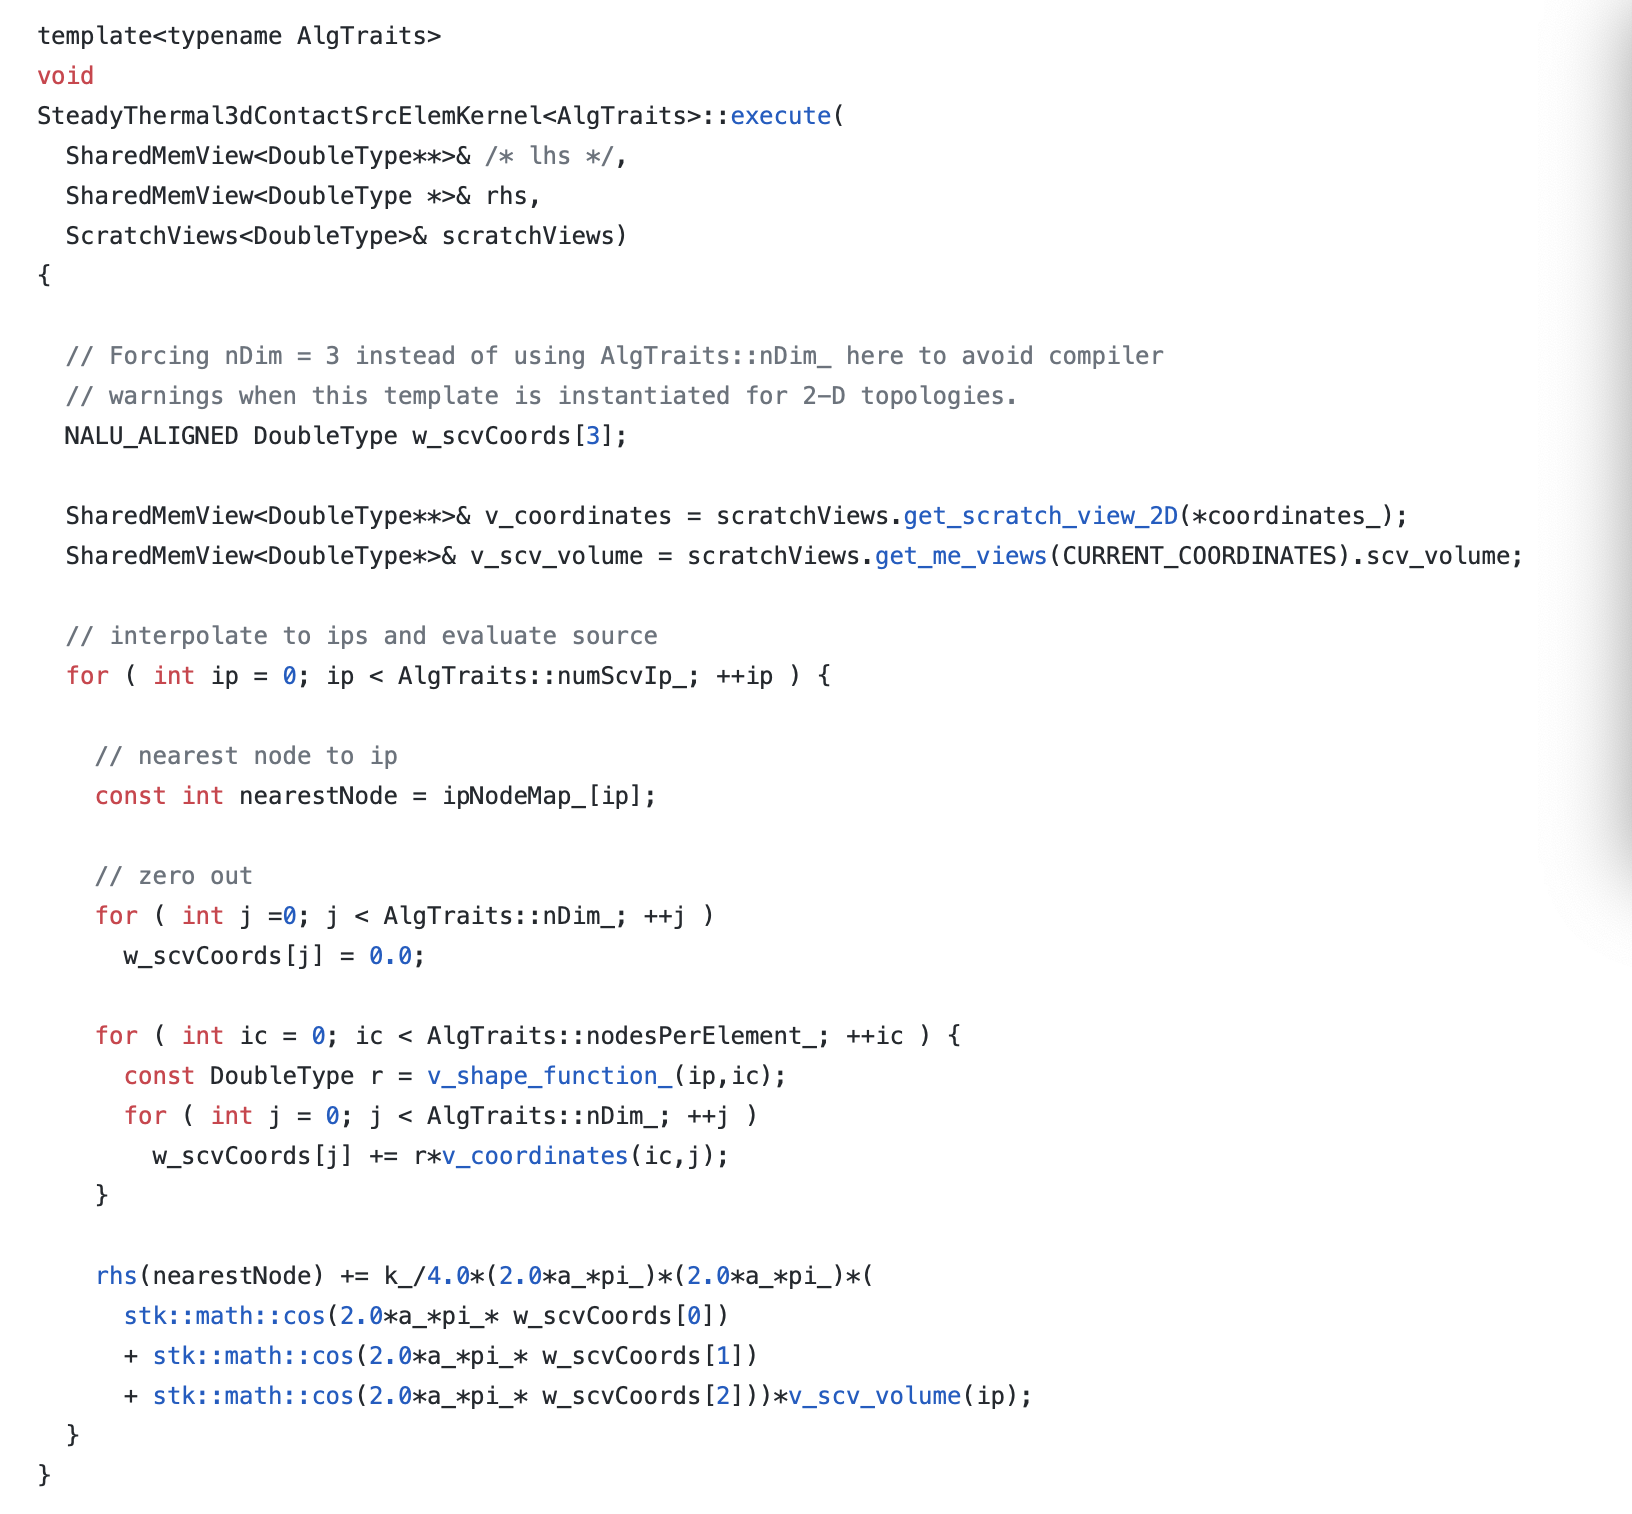 template<typename AlgTraits>
void
SteadyThermal3dContactSrcElemKernel<AlgTraits>::execute(
  SharedMemView<DoubleType**>& /* lhs */,
  SharedMemView<DoubleType *>& rhs,
  ScratchViews<DoubleType>& scratchViews)
{

  // Forcing nDim = 3 instead of using AlgTraits::nDim_ here to avoid compiler
  // warnings when this template is instantiated for 2-D topologies.
  NALU_ALIGNED DoubleType w_scvCoords[3];

  SharedMemView<DoubleType**>& v_coordinates = scratchViews.get_scratch_view_2D(*coordinates_);
  SharedMemView<DoubleType*>& v_scv_volume = scratchViews.get_me_views(CURRENT_COORDINATES).scv_volume;

  // interpolate to ips and evaluate source
  for ( int ip = 0; ip < AlgTraits::numScvIp_; ++ip ) {

    // nearest node to ip
    const int nearestNode = ipNodeMap_[ip];

    // zero out
    for ( int j =0; j < AlgTraits::nDim_; ++j )
      w_scvCoords[j] = 0.0;

    for ( int ic = 0; ic < AlgTraits::nodesPerElement_; ++ic ) {
      const DoubleType r = v_shape_function_(ip,ic);
      for ( int j = 0; j < AlgTraits::nDim_; ++j )
        w_scvCoords[j] += r*v_coordinates(ic,j);
    }

    rhs(nearestNode) += k_/4.0*(2.0*a_*pi_)*(2.0*a_*pi_)*(
      stk::math::cos(2.0*a_*pi_* w_scvCoords[0])
      + stk::math::cos(2.0*a_*pi_* w_scvCoords[1])
      + stk::math::cos(2.0*a_*pi_* w_scvCoords[2]))*v_scv_volume(ip);
  }
}